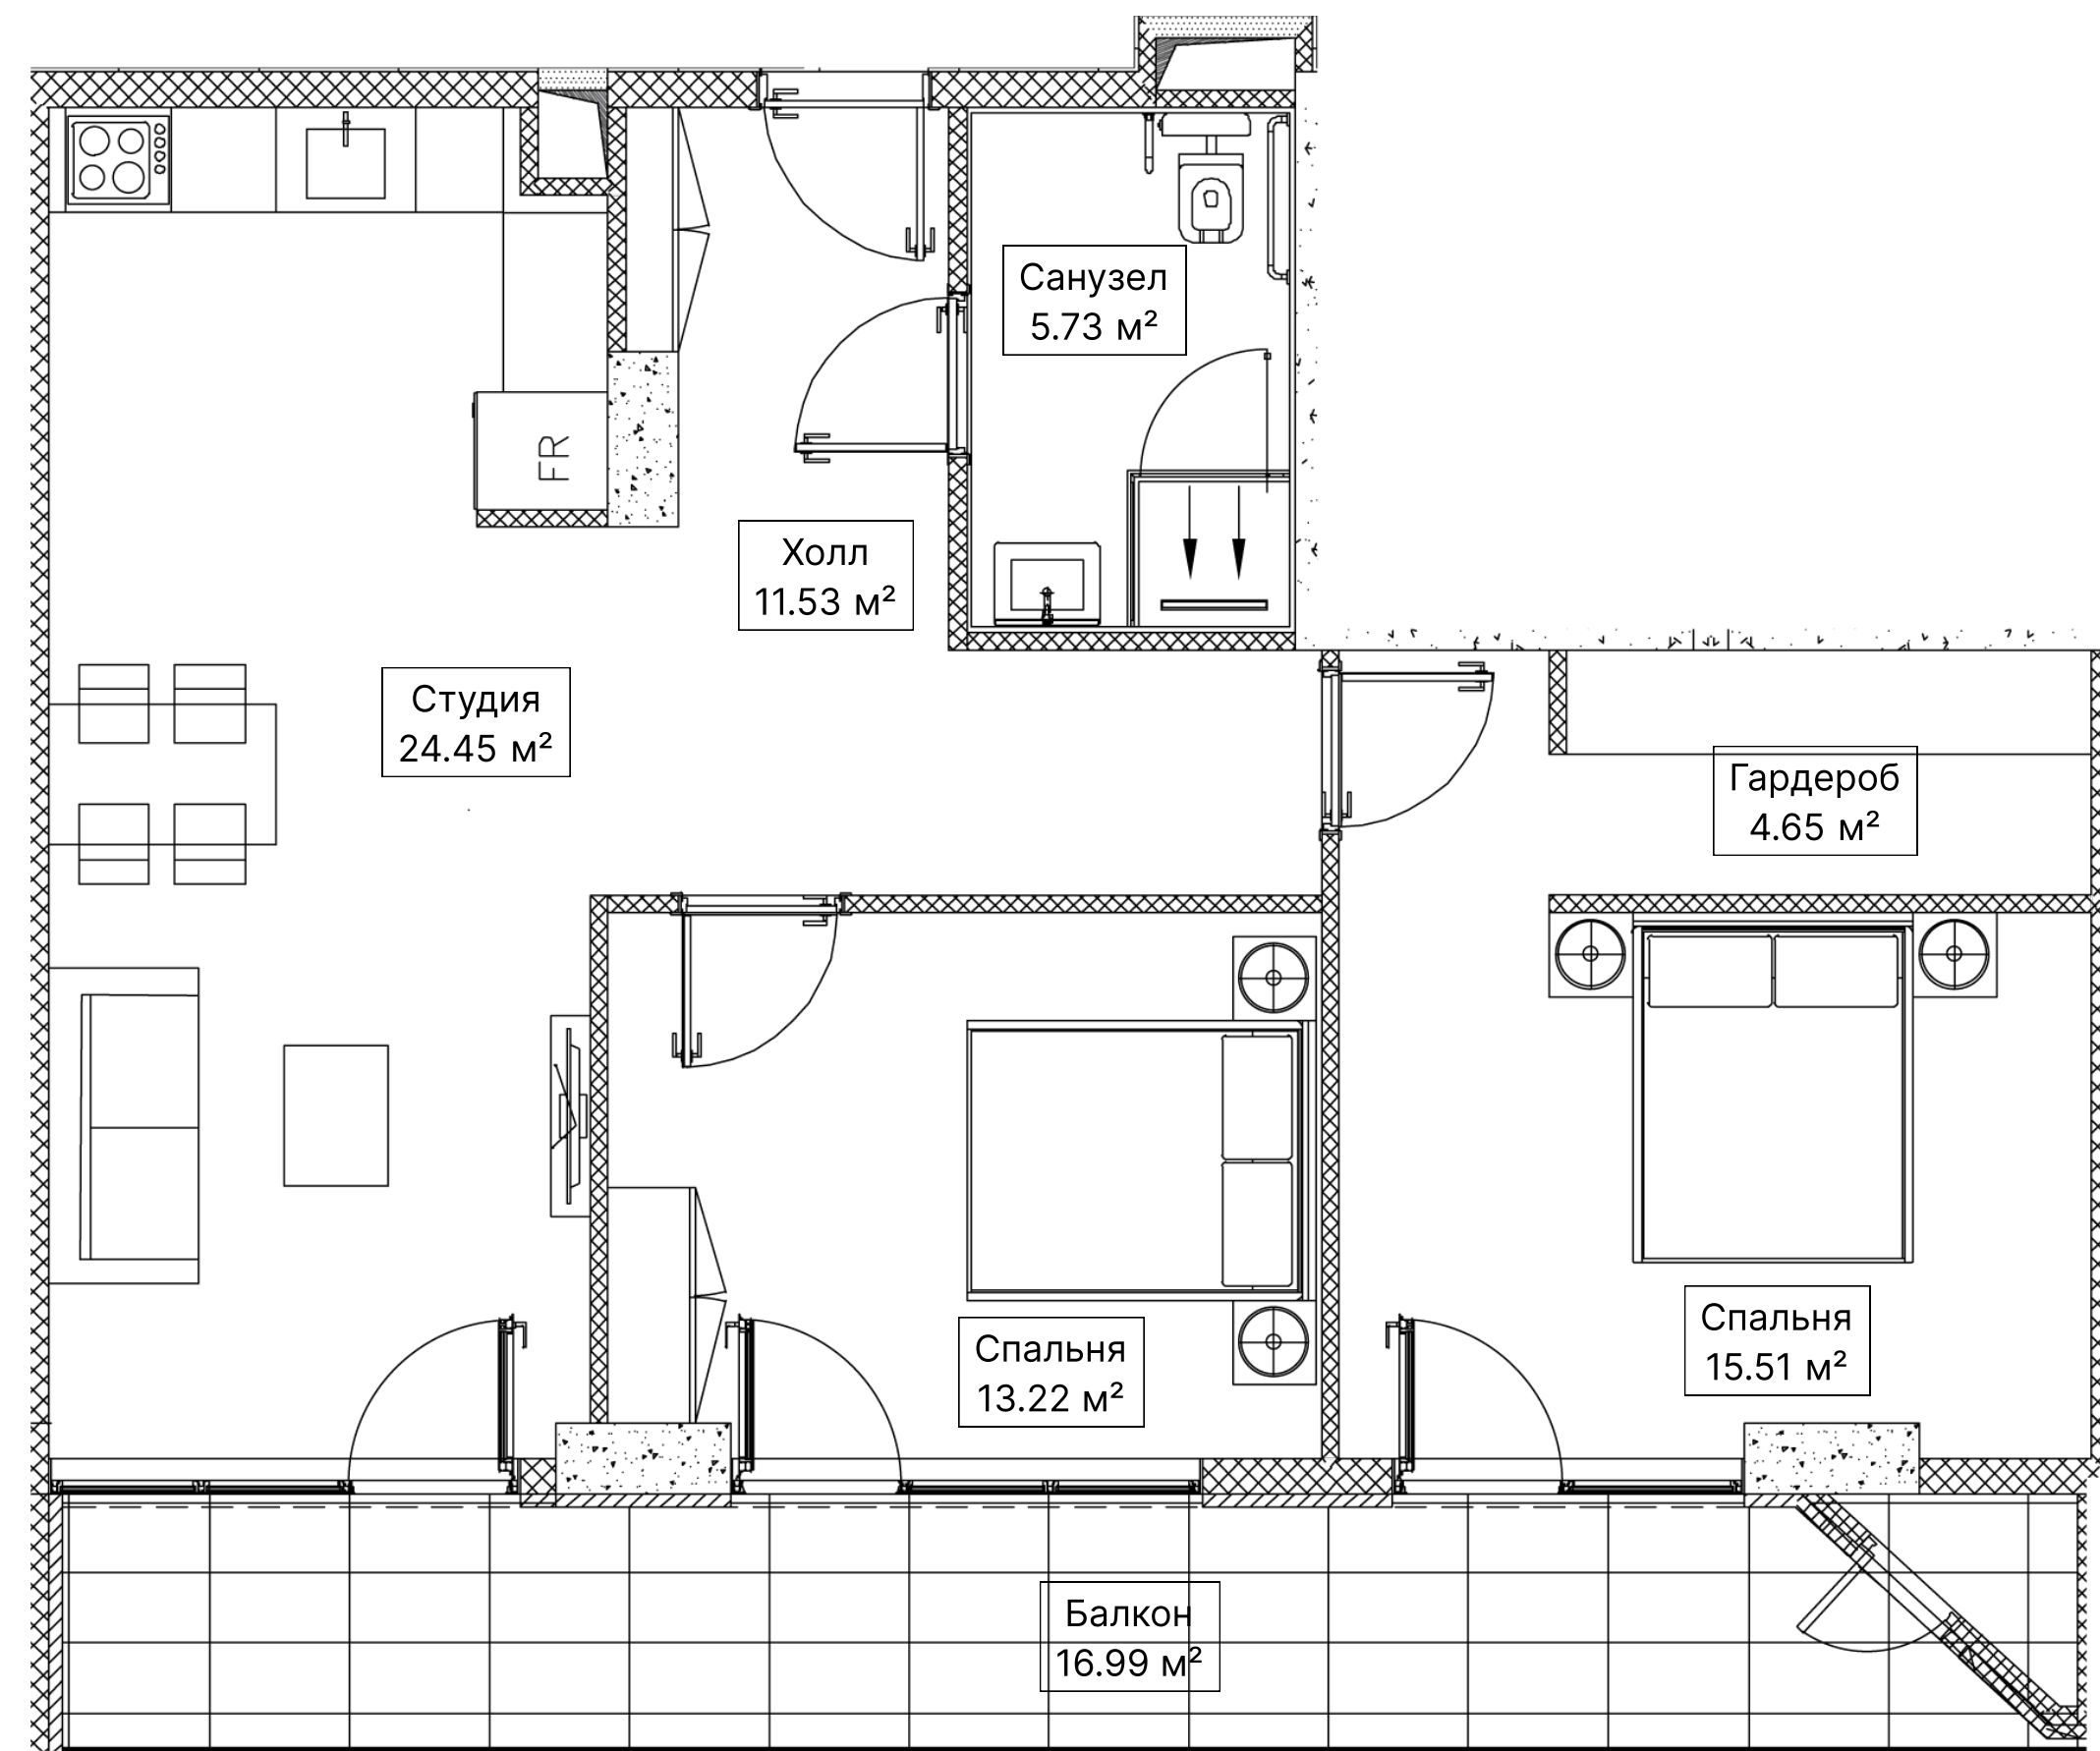 Санузел
5.73 м²
FR
Холл
11.53 м²
Студия
24.45 м²
Гардероб
4.65 м²
Спальня
13.22 м²
Спальня
15.51 м²
Балкон
16.99 м²